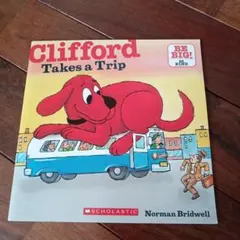 Clifford
Takes a Trip
BE
BIG!
SCHOLASTIC
Norman Bridwell